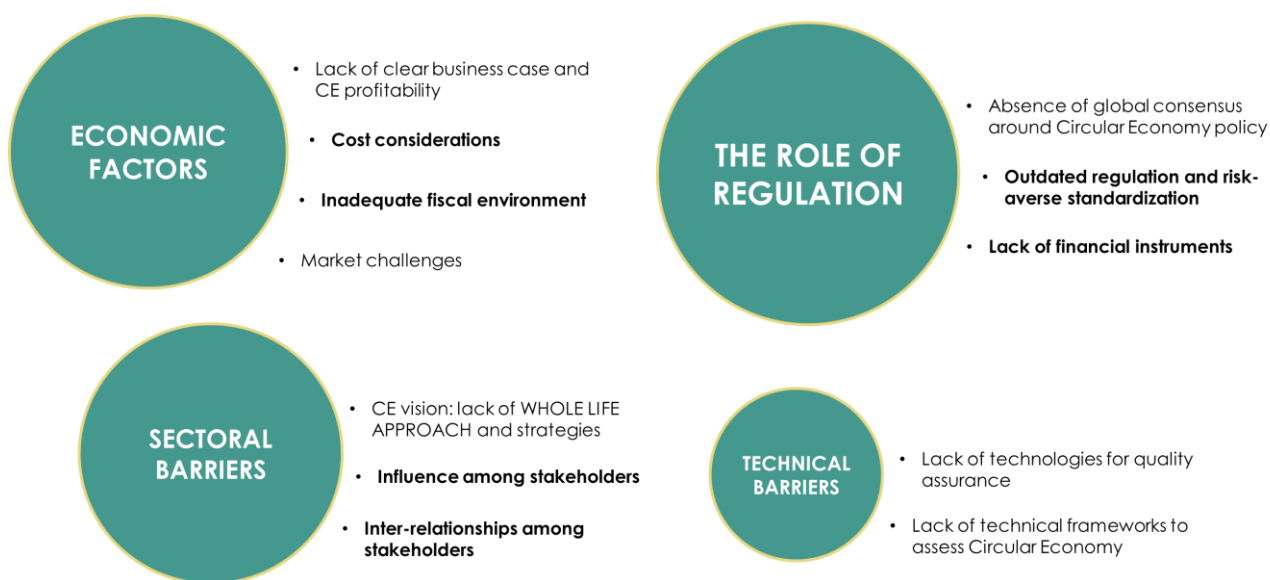 ECONOMIC
FACTORS
• Lack of clear business case and
CE profitability
• Cost considerations
• Inadequate fiscal environment
• Market challenges
THE ROLE OF
REGULATION
• Absence of global consensus
around Circular Economy policy
• Outdated regulation and risk-
averse standardization
• Lack of financial instruments
SECTORAL
BARRIERS
• CE vision: lack of WHOLE LIFE
APPROACH and strategies
• Influence among stakeholders
• Inter-relationships among
stakeholders
TECHNICAL
BARRIERS
• Lack of technologies for quality
assurance
• Lack of technical frameworks to
assess Circular Economy